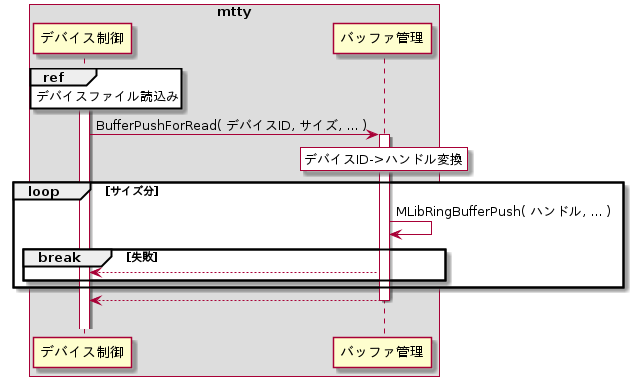 mtty
デバイス制御
バッファ管理
ref
デバイスファイル読込み
BufferPushForRead( デバイスID, サイズ, ... )
デバイスID->ハンドル変換
loop [サイズ分]
MLibRingBufferPush( ハンドル, ... )
break [失敗]
デバイス制御
バッファ管理